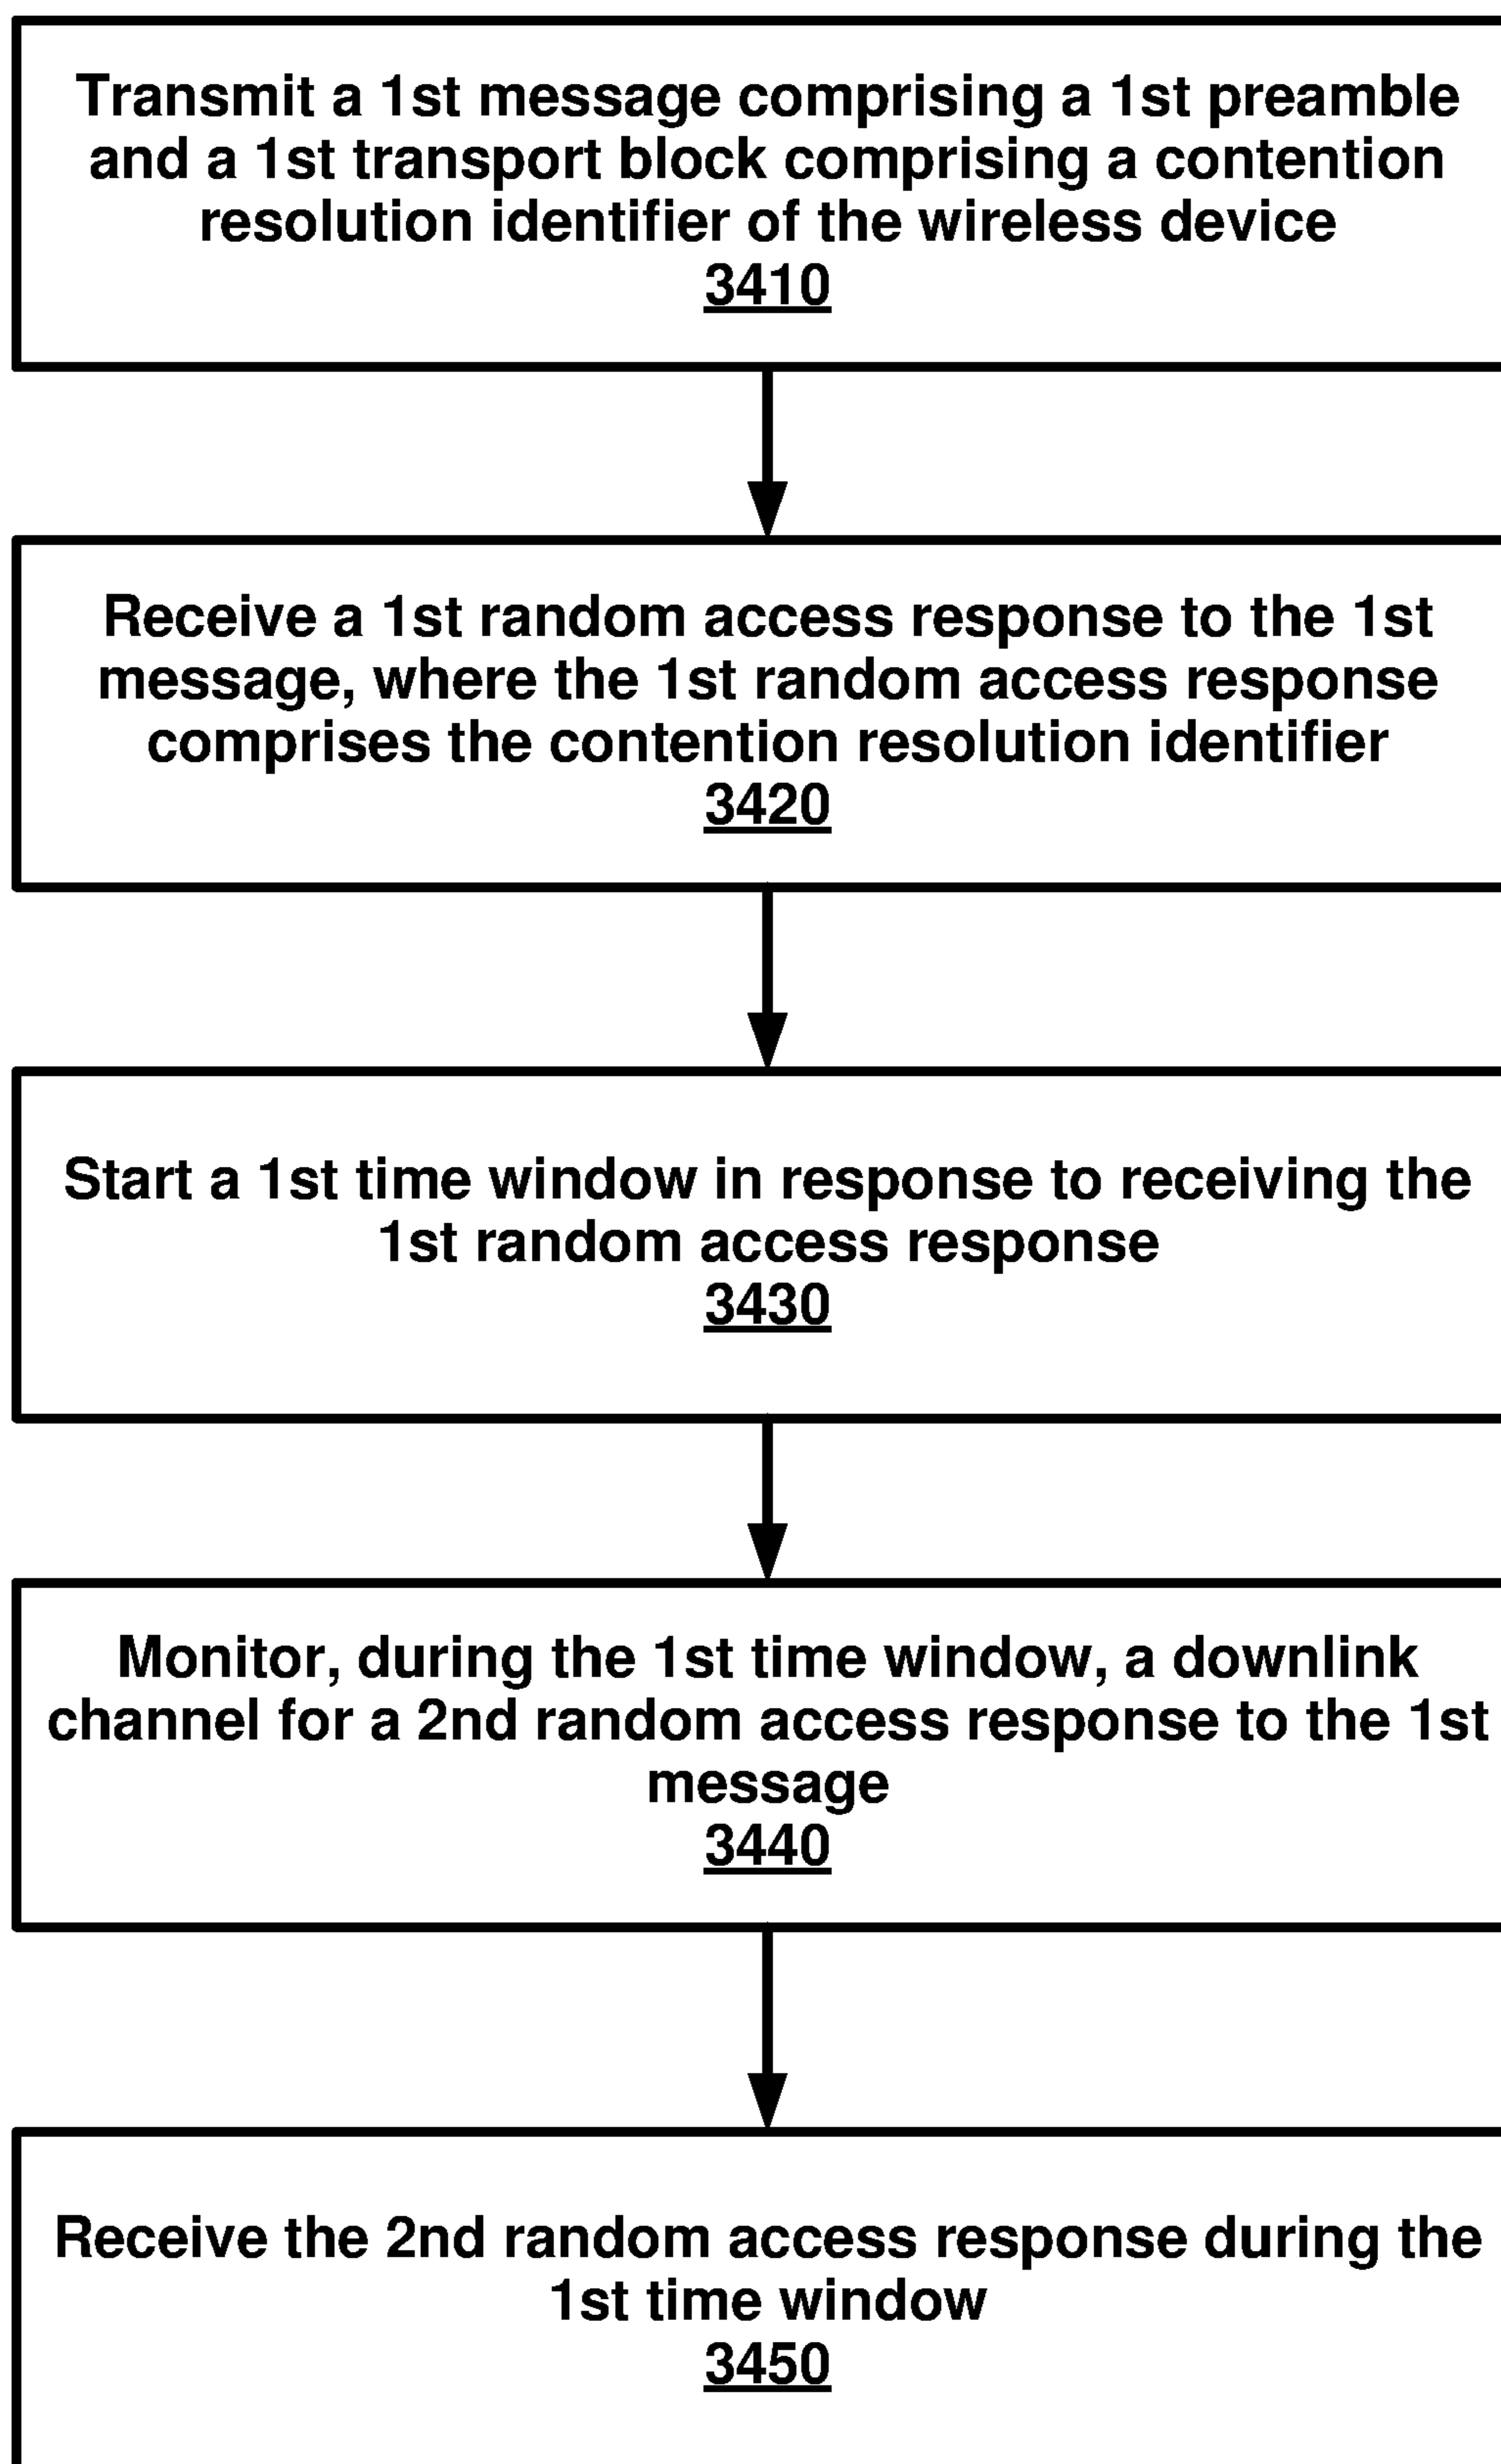 Transmit a 1st message comprising a 1st preamble
and a 1st transport block comprising a contention
resolution identifier of the wireless device
3410
Receive a 1st random access response to the 1st
message, where the 1st random access response
comprises the contention resolution identifier
3420
Start a 1st time window in response to receiving the
1st random access response
3430
Monitor, during the 1st time window, a downlink
channel for a 2nd random access response to the 1st
message
3440
Receive the 2nd random access response during the
1st time window
3450